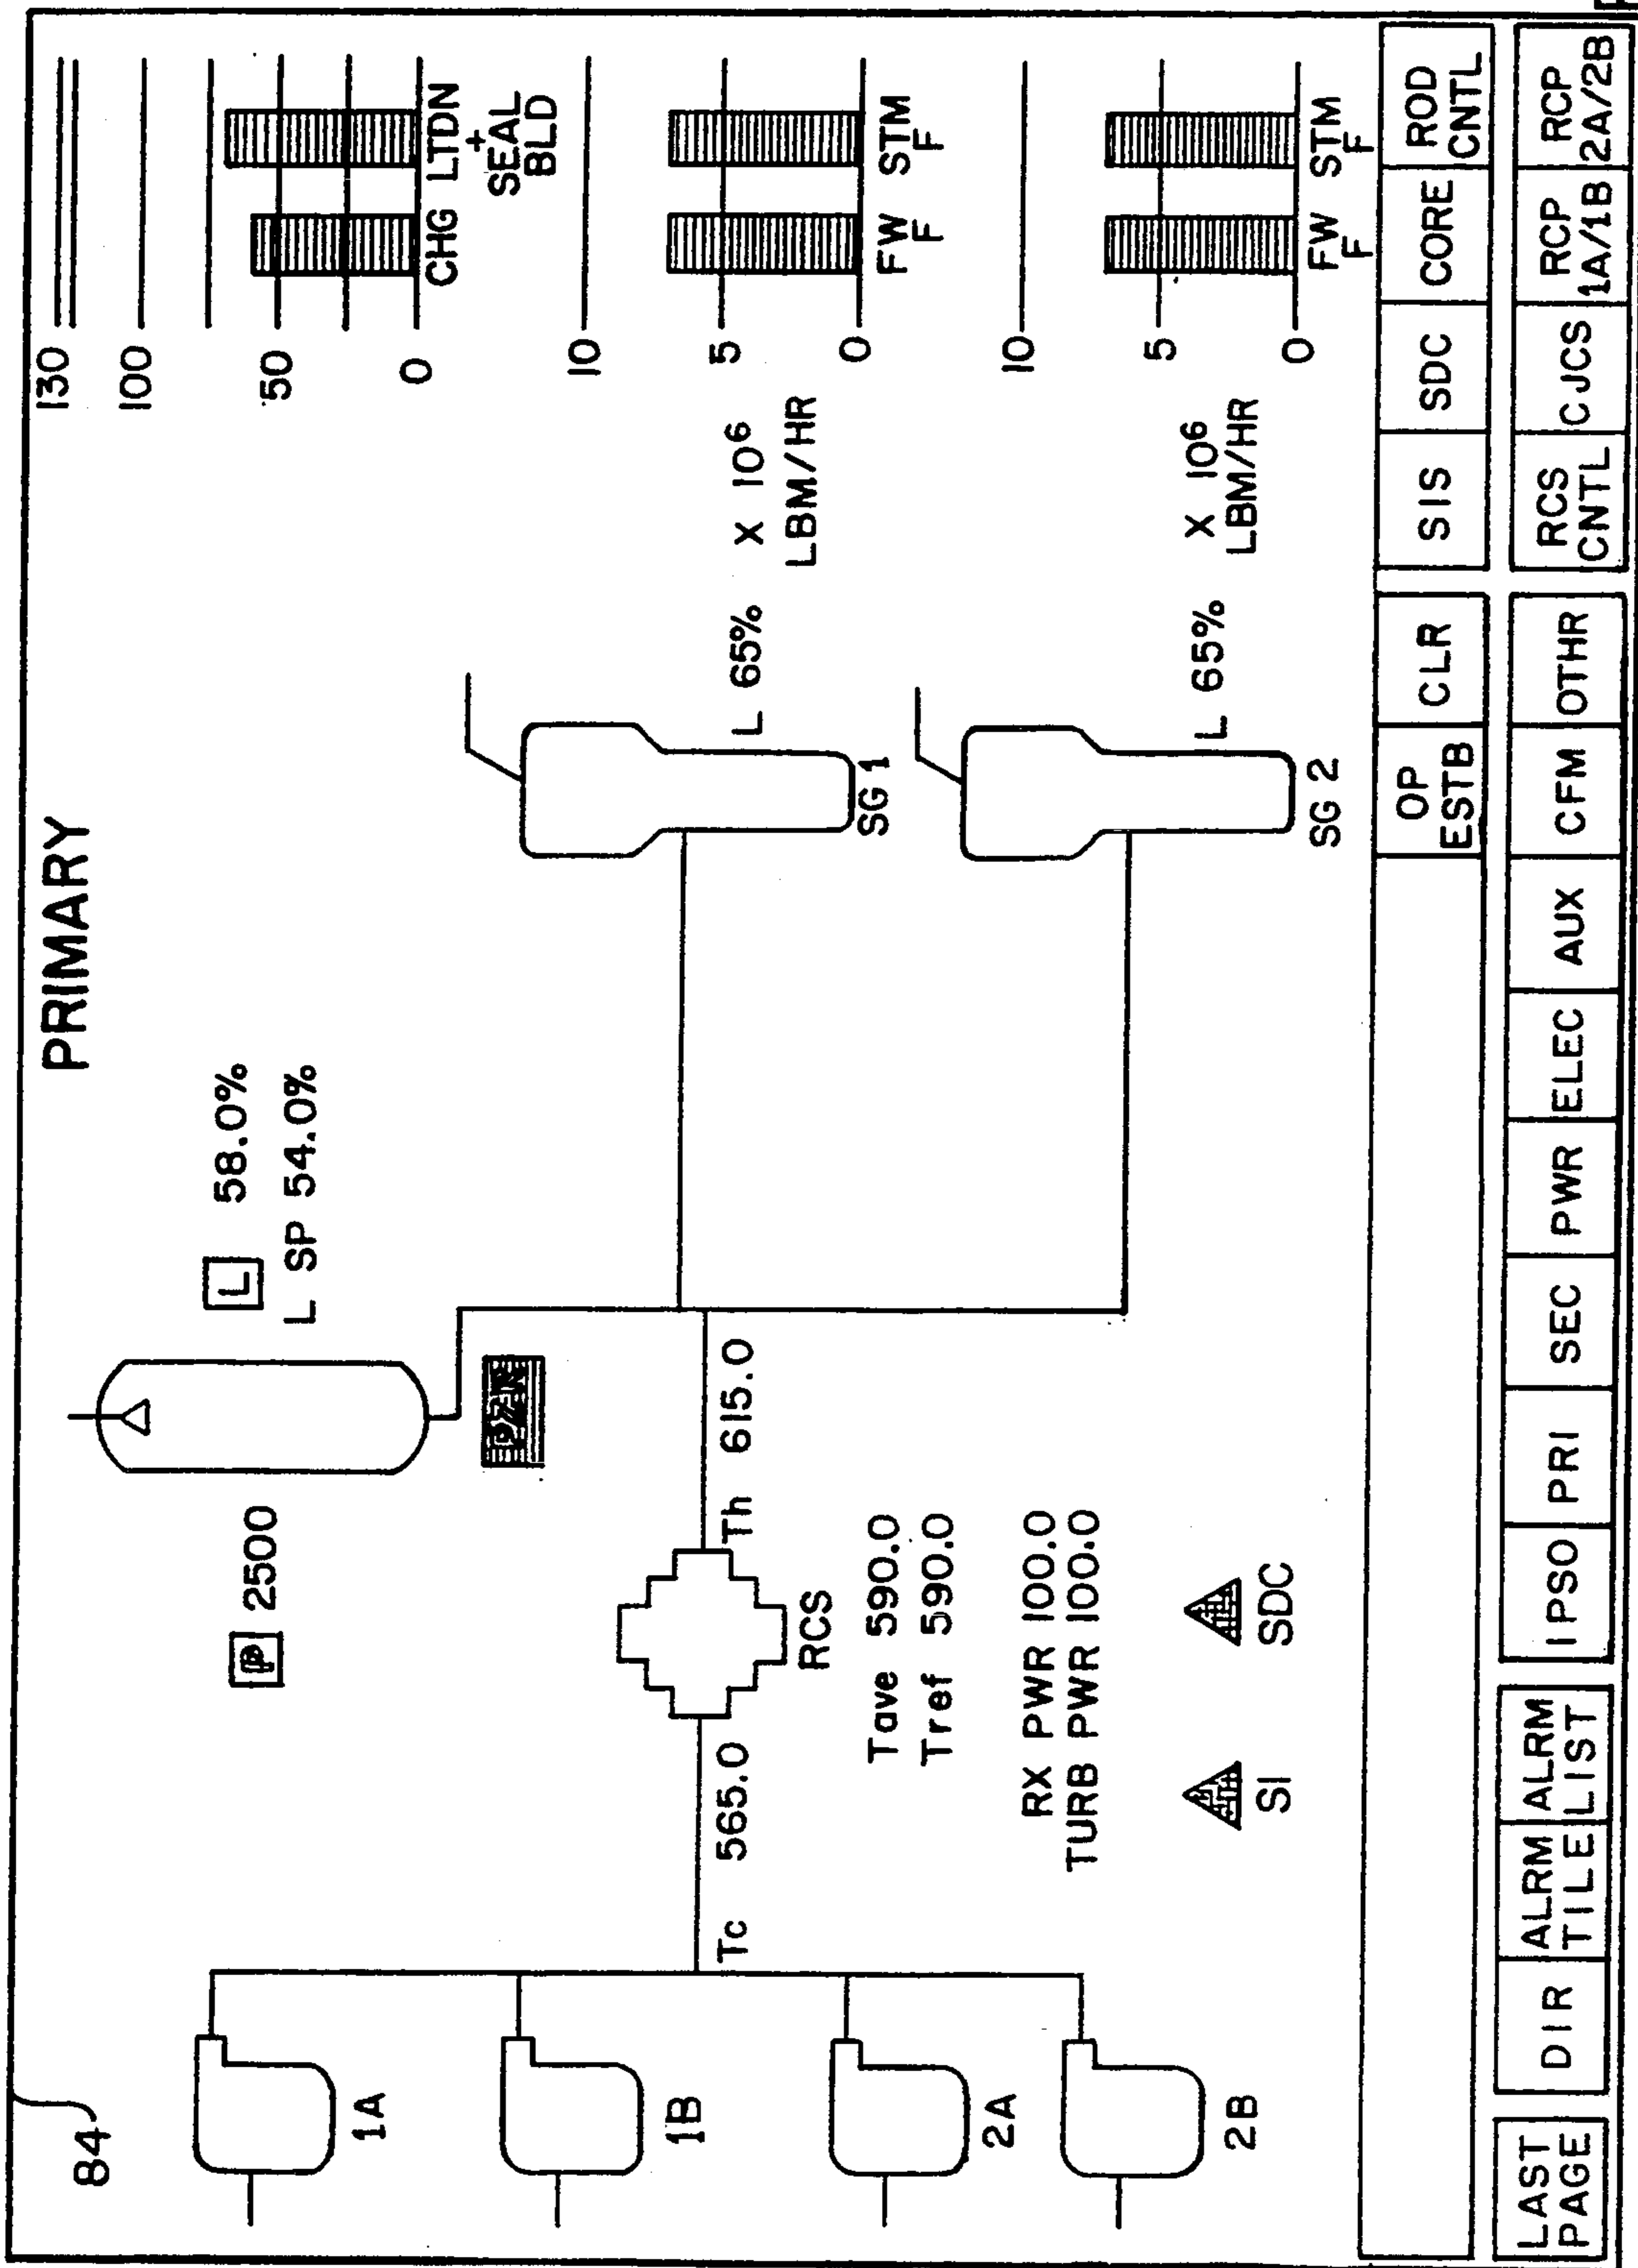 84
PRIMARY
P 2500
L 58.0%
L SP 54.0%
PZR
130
100
50
0
CHG
LTDN
+
SEAL
BLD
1A
1B
2A
2B
Tc 565.0
Th 615.0
RCS
Tave 590.0
Tref 590.0
RX PWR 100.0
TURB PWR 100.0
SI
SDC
SG 1
L 65%
X 10⁶
LBM/HR
10
5
0
FW
F
STM
F
SG 2
L 65%
X 10⁶
LBM/HR
10
5
0
FW
F
STM
F
OP
ESTB
CLR
SIS
SDC
CORE
ROD
CNTL
LAST
PAGE
DIR
ALRM
TILE
ALRM
LIST
IPSO
PRI
SEC
PWR
ELEC
AUX
CFM
OTHR
RCS
CNTL
CJCS
RCP
1A/1B
RCP
2A/2B